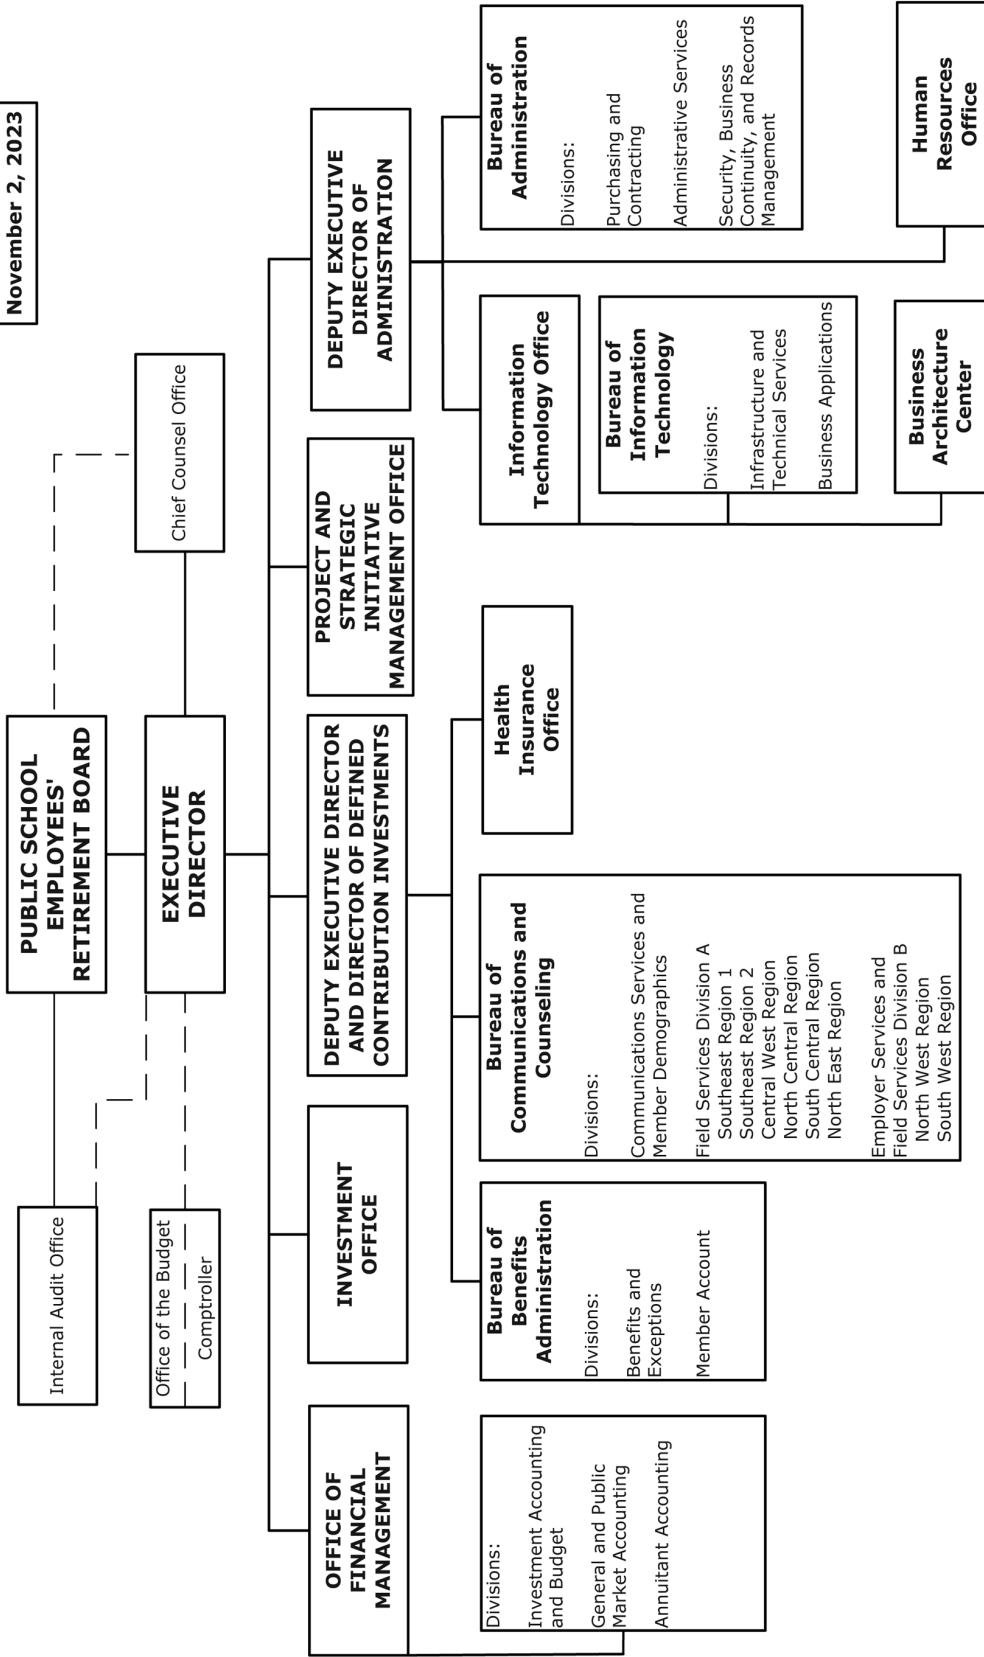 November 2, 2023
PUBLIC SCHOOL
EMPLOYEES'
RETIREMENT BOARD
Internal Audit Office
Chief Counsel Office
EXECUTIVE
DIRECTOR
Office of the Budget
Comptroller
OFFICE OF
FINANCIAL
MANAGEMENT
INVESTMENT
OFFICE
DEPUTY EXECUTIVE DIRECTOR
AND DIRECTOR OF DEFINED
CONTRIBUTION INVESTMENTS
PROJECT AND
STRATEGIC
INITIATIVE
MANAGEMENT OFFICE
DEPUTY EXECUTIVE
DIRECTOR OF
ADMINISTRATION
Divisions:
Investment Accounting
and Budget
General and Public
Market Accounting
Annuitant Accounting
Bureau of
Benefits
Administration
Divisions:
Benefits and
Exceptions
Member Account
Bureau of
Communications and
Counseling
Divisions:
Communications Services and
Member Demographics
Field Services Division A
Southeast Region 1
Southeast Region 2
Central West Region
North Central Region
South Central Region
North East Region
Employer Services and
Field Services Division B
North West Region
South West Region
Health
Insurance
Office
Information
Technology Office
Bureau of
Information
Technology
Divisions:
Infrastructure and
Technical Services
Business Applications
Business
Architecture
Center
Bureau of
Administration
Divisions:
Purchasing and
Contracting
Administrative Services
Security, Business
Continuity, and Records
Management
Human
Resources
Office